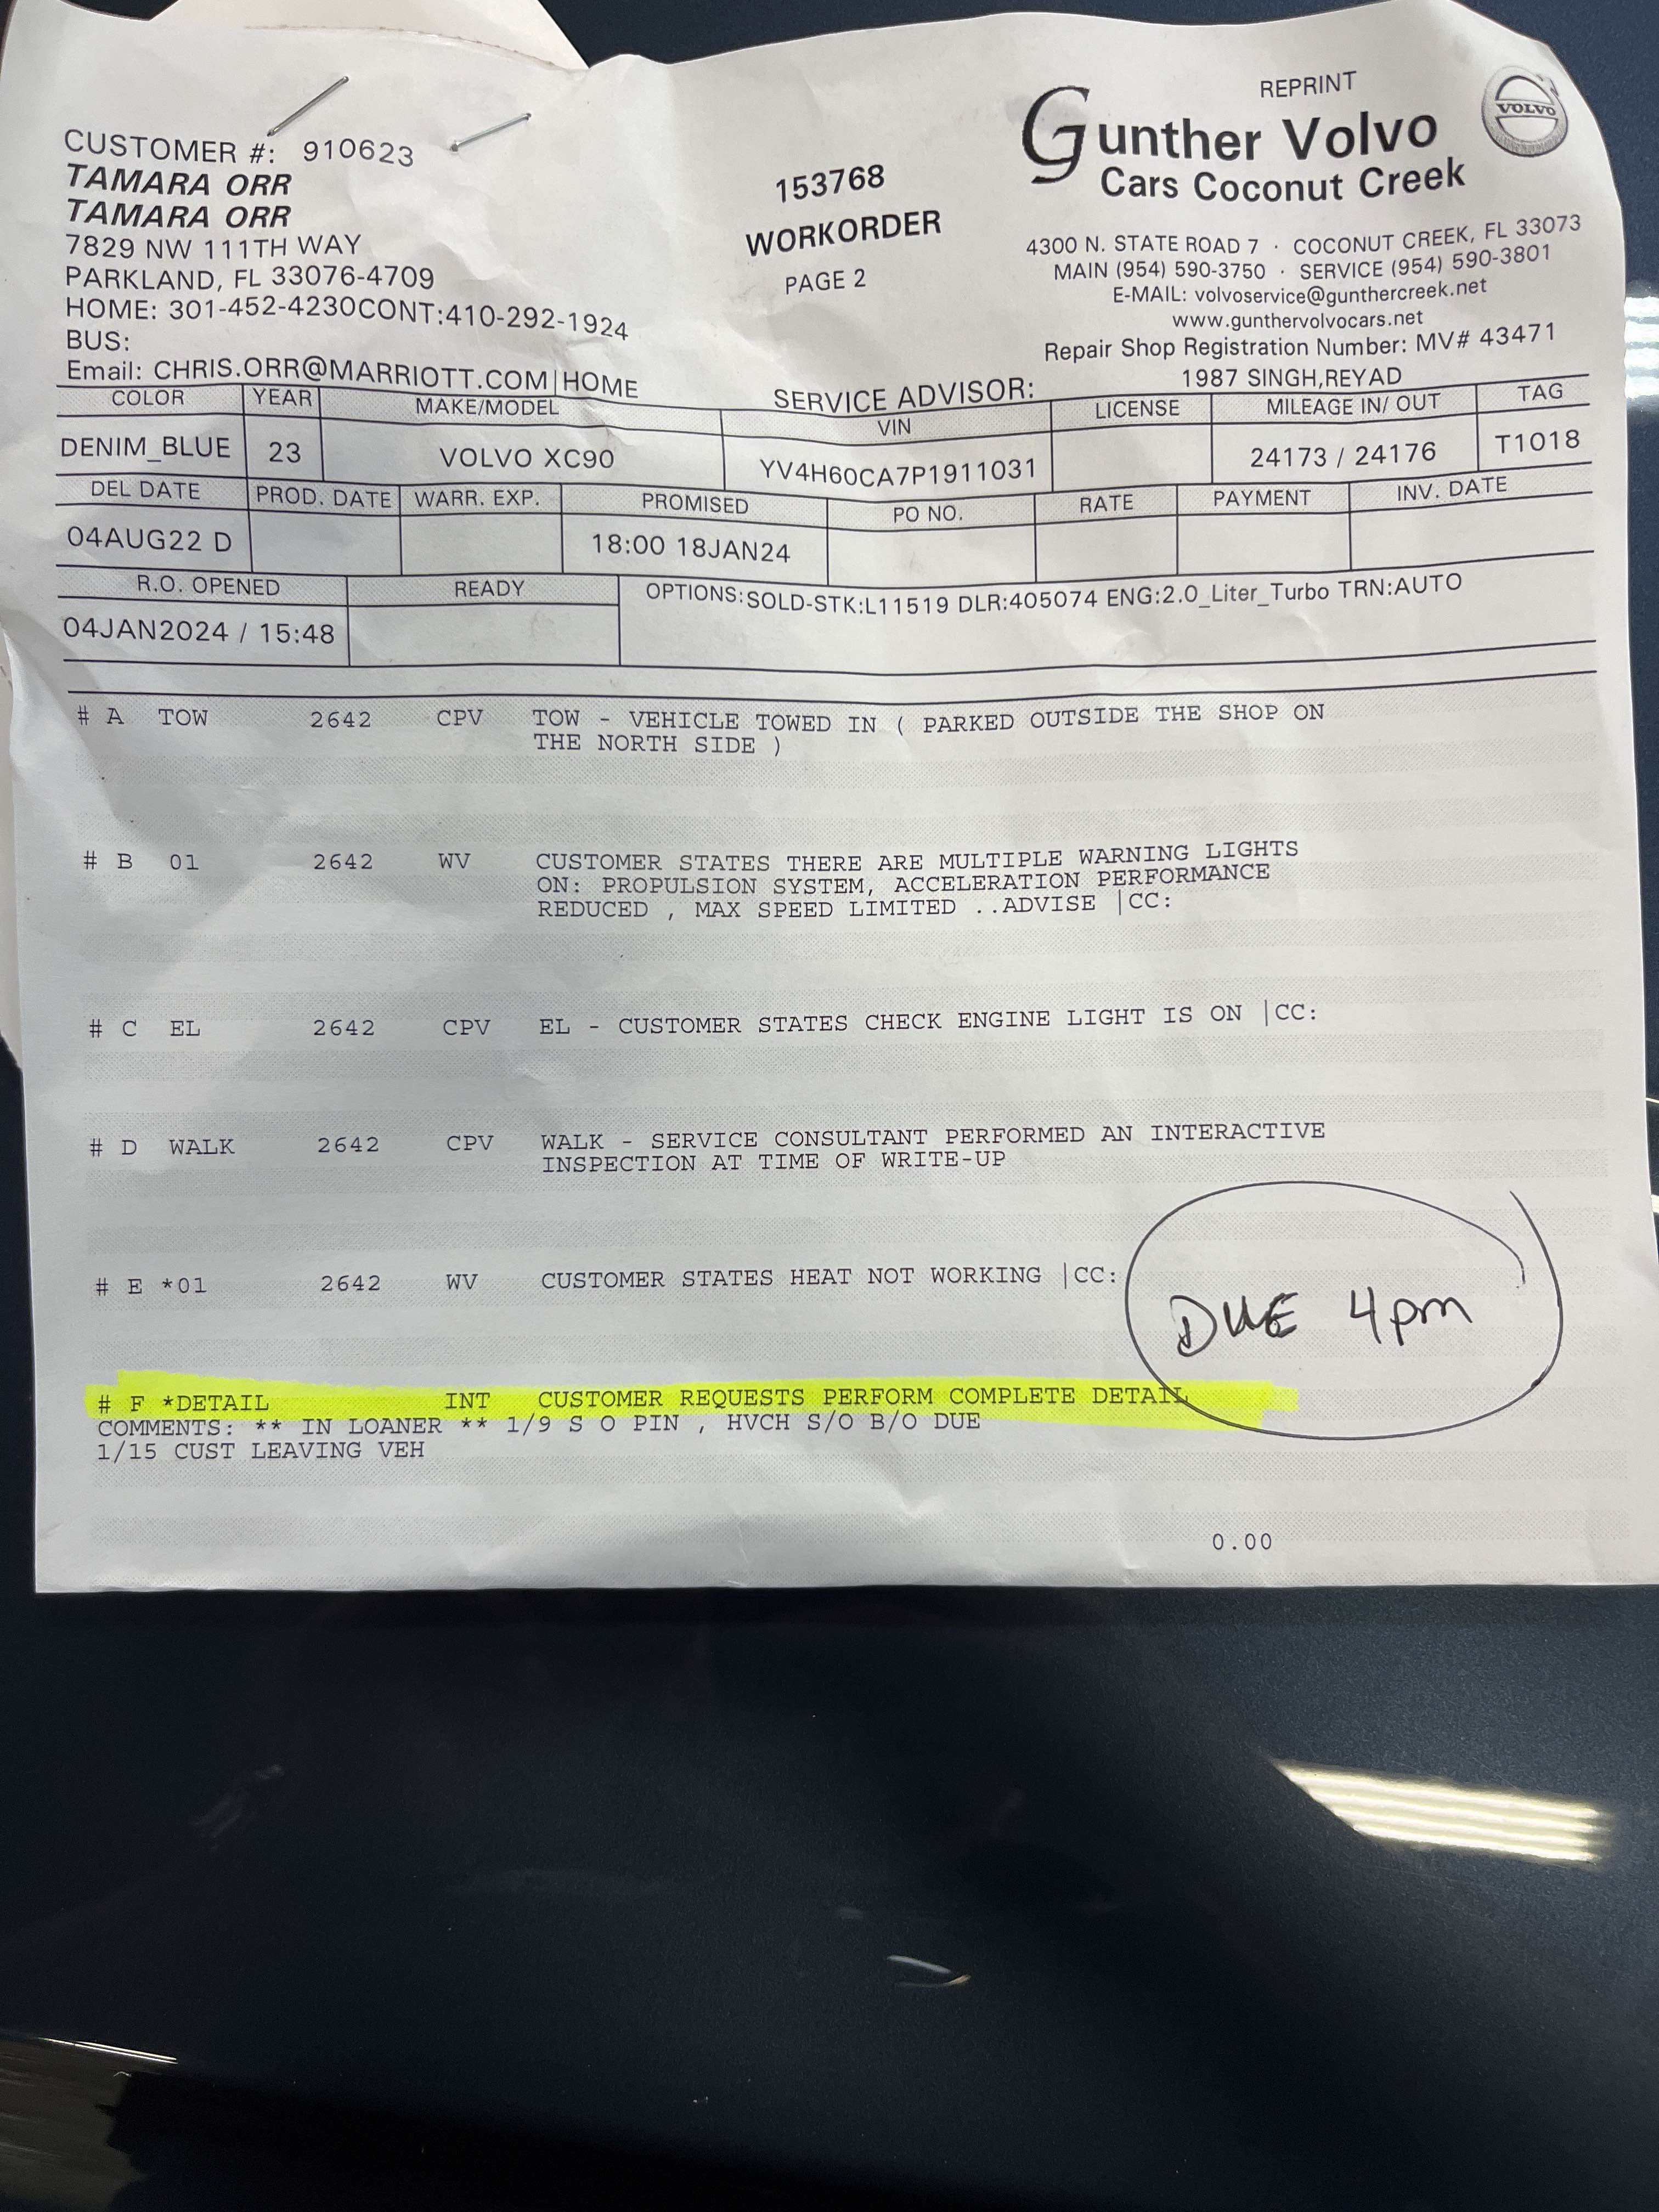 REPRINT
Gunther Volvo
Cars Coconut Creek
VOLVO
4300 N. STATE ROAD 7 · COCONUT CREEK, FL 33073
MAIN (954) 590-3750 · SERVICE (954) 590-3801
E-MAIL: volvoservice@gunthercreek.net
www.gunthervolvocars.net
Repair Shop Registration Number: MV# 43471
CUSTOMER #: 910623
TAMARA ORR
TAMARA ORR
7829 NW 111TH WAY
PARKLAND, FL 33076-4709
HOME: 301-452-4230CONT:410-292-1924
BUS:
Email: CHRIS.ORR@MARRIOTT.COM|HOME
153768
WORKORDER
PAGE 2
SERVICE ADVISOR: 1987 SINGH,REYAD
COLOR YEAR MAKE/MODEL VIN LICENSE MILEAGE IN/ OUT TAG
DENIM_BLUE 23 VOLVO XC90 YV4H60CA7P1911031 24173 / 24176 T1018
DEL DATE PROD. DATE WARR. EXP. PROMISED PO NO. RATE PAYMENT INV. DATE
04AUG22 D 18:00 18JAN24
R.O. OPENED READY OPTIONS:SOLD-STK:L11519 DLR:405074 ENG:2.0_Liter_Turbo TRN:AUTO
04JAN2024 / 15:48
# A TOW 2642 CPV TOW - VEHICLE TOWED IN ( PARKED OUTSIDE THE SHOP ON
THE NORTH SIDE )
# B 01 2642 WV CUSTOMER STATES THERE ARE MULTIPLE WARNING LIGHTS
ON: PROPULSION SYSTEM, ACCELERATION PERFORMANCE
REDUCED , MAX SPEED LIMITED ..ADVISE |CC:
# C EL 2642 CPV EL - CUSTOMER STATES CHECK ENGINE LIGHT IS ON |CC:
# D WALK 2642 CPV WALK - SERVICE CONSULTANT PERFORMED AN INTERACTIVE
INSPECTION AT TIME OF WRITE-UP
# E *01 2642 WV CUSTOMER STATES HEAT NOT WORKING |CC:
DUE 4pm
# F *DETAIL INT CUSTOMER REQUESTS PERFORM COMPLETE DETAIL
COMMENTS: ** IN LOANER ** 1/9 S O PIN , HVCH S/O B/O DUE
1/15 CUST LEAVING VEH
0.00